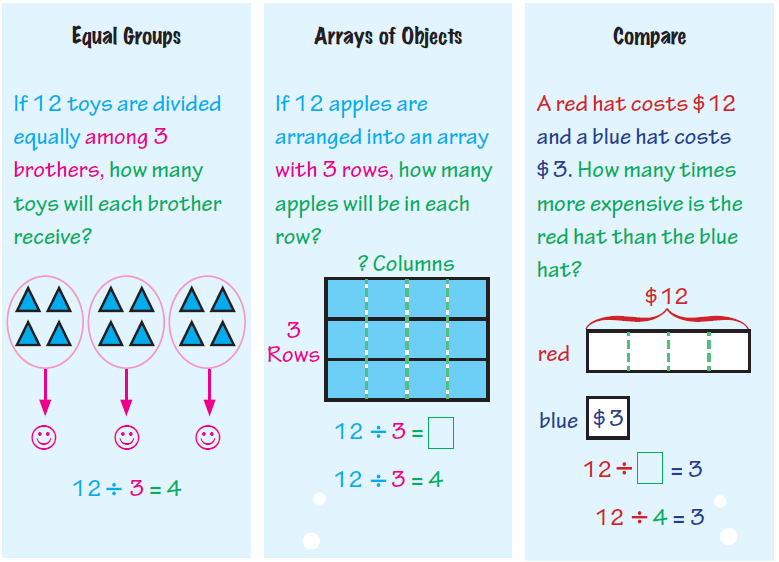 Equal Groups
If 12 toys are divided
equally among 3
brothers, how many
toys will each brother
receive?
12 ÷ 3 = 4
Arrays of Objects
If 12 apples are
arranged into an array
with 3 rows, how many
apples will be in each
row?
? Columns
3
Rows
12 ÷ 3 = □
12 ÷ 3 = 4
Compare
A red hat costs $12
and a blue hat costs
$3. How many times
more expensive is the
red hat than the blue
hat?
$12
red
blue $3
12 ÷ □ = 3
12 ÷ 4 = 3